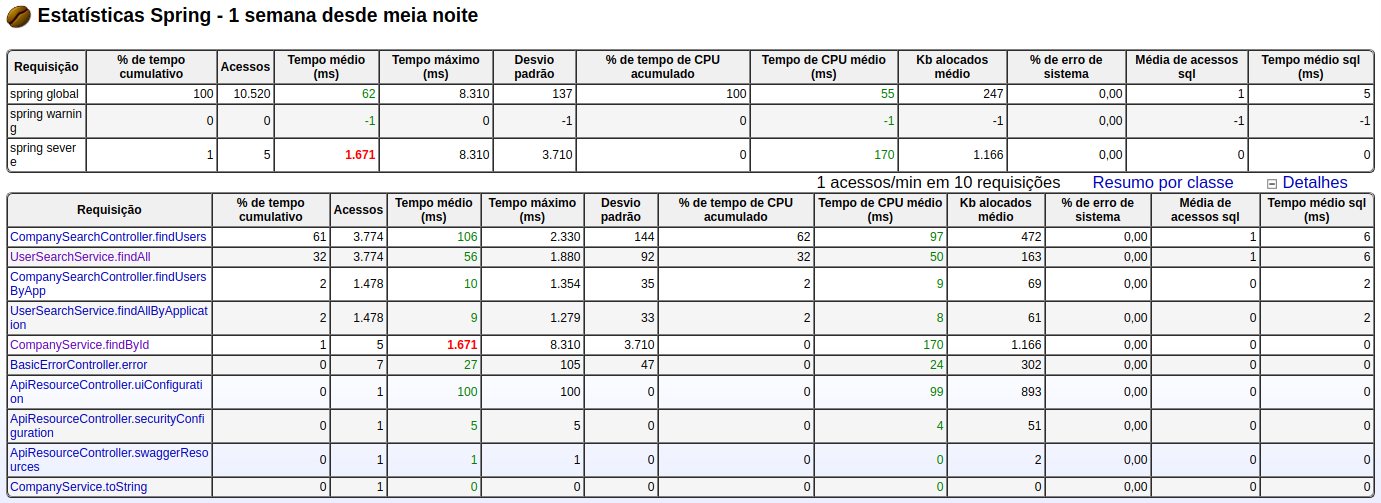 Estatísticas Spring - 1 semana desde meia noite
Requisição % de tempo cumulativo Acessos Tempo médio (ms) Tempo máximo (ms) Desvio padrão % de tempo de CPU acumulado Tempo de CPU médio (ms) Kb alocados médio % de erro de sistema Média de acessos sql Tempo médio sql (ms)
spring global 100 10.520 62 8.310 137 100 55 247 0,00 1 5
spring warnin
g 0 0 -1 0 -1 0 -1 -1 0,00 -1 -1
spring sever
e 1 5 1.671 8.310 3.710 0 170 1.166 0,00 0 0
1 acessos/min em 10 requisições Resumo por classe Detalhes
Requisição % de tempo cumulativo Acessos Tempo médio (ms) Tempo máximo (ms) Desvio padrão % de tempo de CPU acumulado Tempo de CPU médio (ms) Kb alocados médio % de erro de sistema Média de acessos sql Tempo médio sql (ms)
CompanySearchController.findUsers 61 3.774 106 2.330 144 62 97 472 0,00 1 6
UserSearchService.findAll 32 3.774 56 1.880 92 32 50 163 0,00 1 6
CompanySearchController.findUsers
ByApp 2 1.478 10 1.354 35 2 9 69 0,00 0 2
UserSearchService.findAllByApplicat
ion 2 1.478 9 1.279 33 2 8 61 0,00 0 2
CompanyService.findById 1 5 1.671 8.310 3.710 0 170 1.166 0,00 0 0
BasicErrorController.error 0 7 27 105 47 0 24 302 0,00 0 0
ApiResourceController.uiConfigurati
on 0 1 100 100 0 0 99 893 0,00 0 0
ApiResourceController.securityConfi
guration 0 1 5 5 0 0 4 51 0,00 0 0
ApiResourceController.swaggerReso
urces 0 1 1 1 0 0 0 2 0,00 0 0
CompanyService.toString 0 1 0 0 0 0 0 0 0,00 0 0